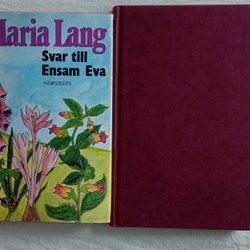 Maria Lang
Svar till
Ensam Eva
NORSTEDTS